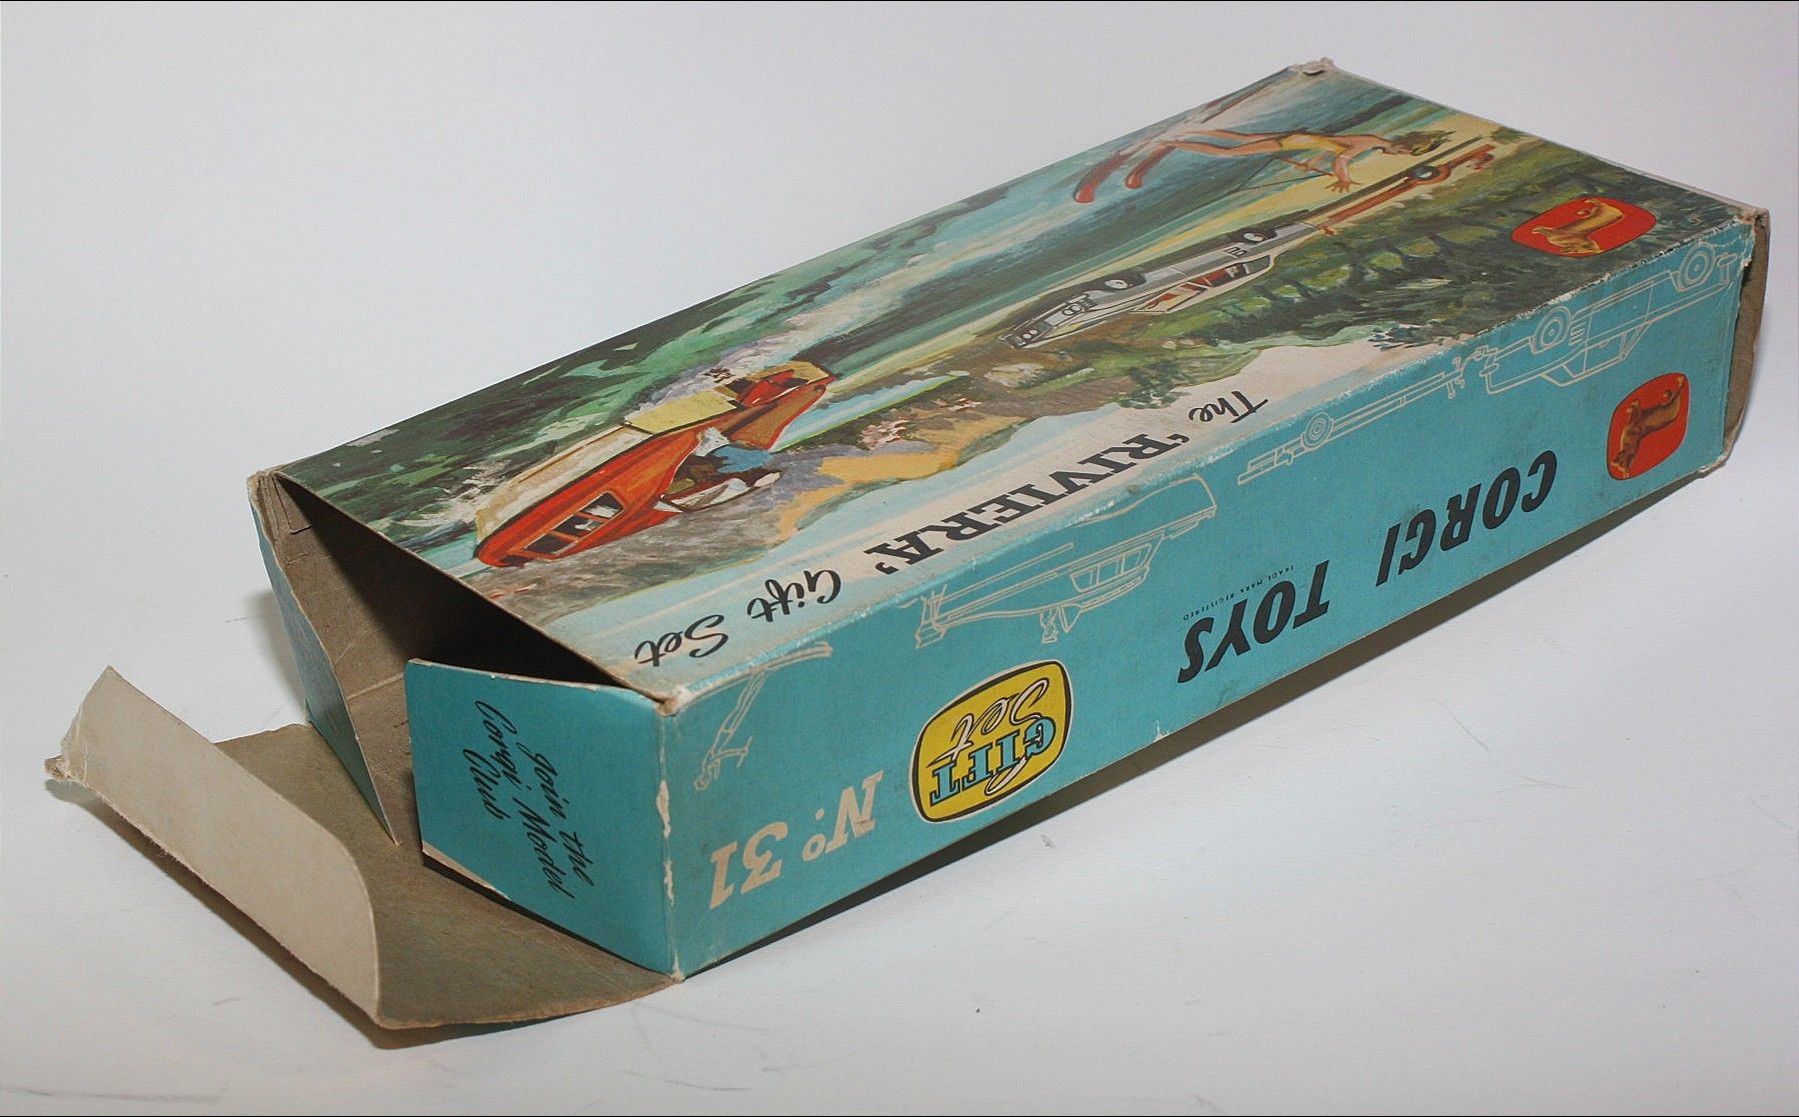 The 'RIVIERA' Gift Set
CORGI TOYS
TRADE MARK REGISTERED
GIFT
Set
No. 31
Join the
Corgi Model
Club